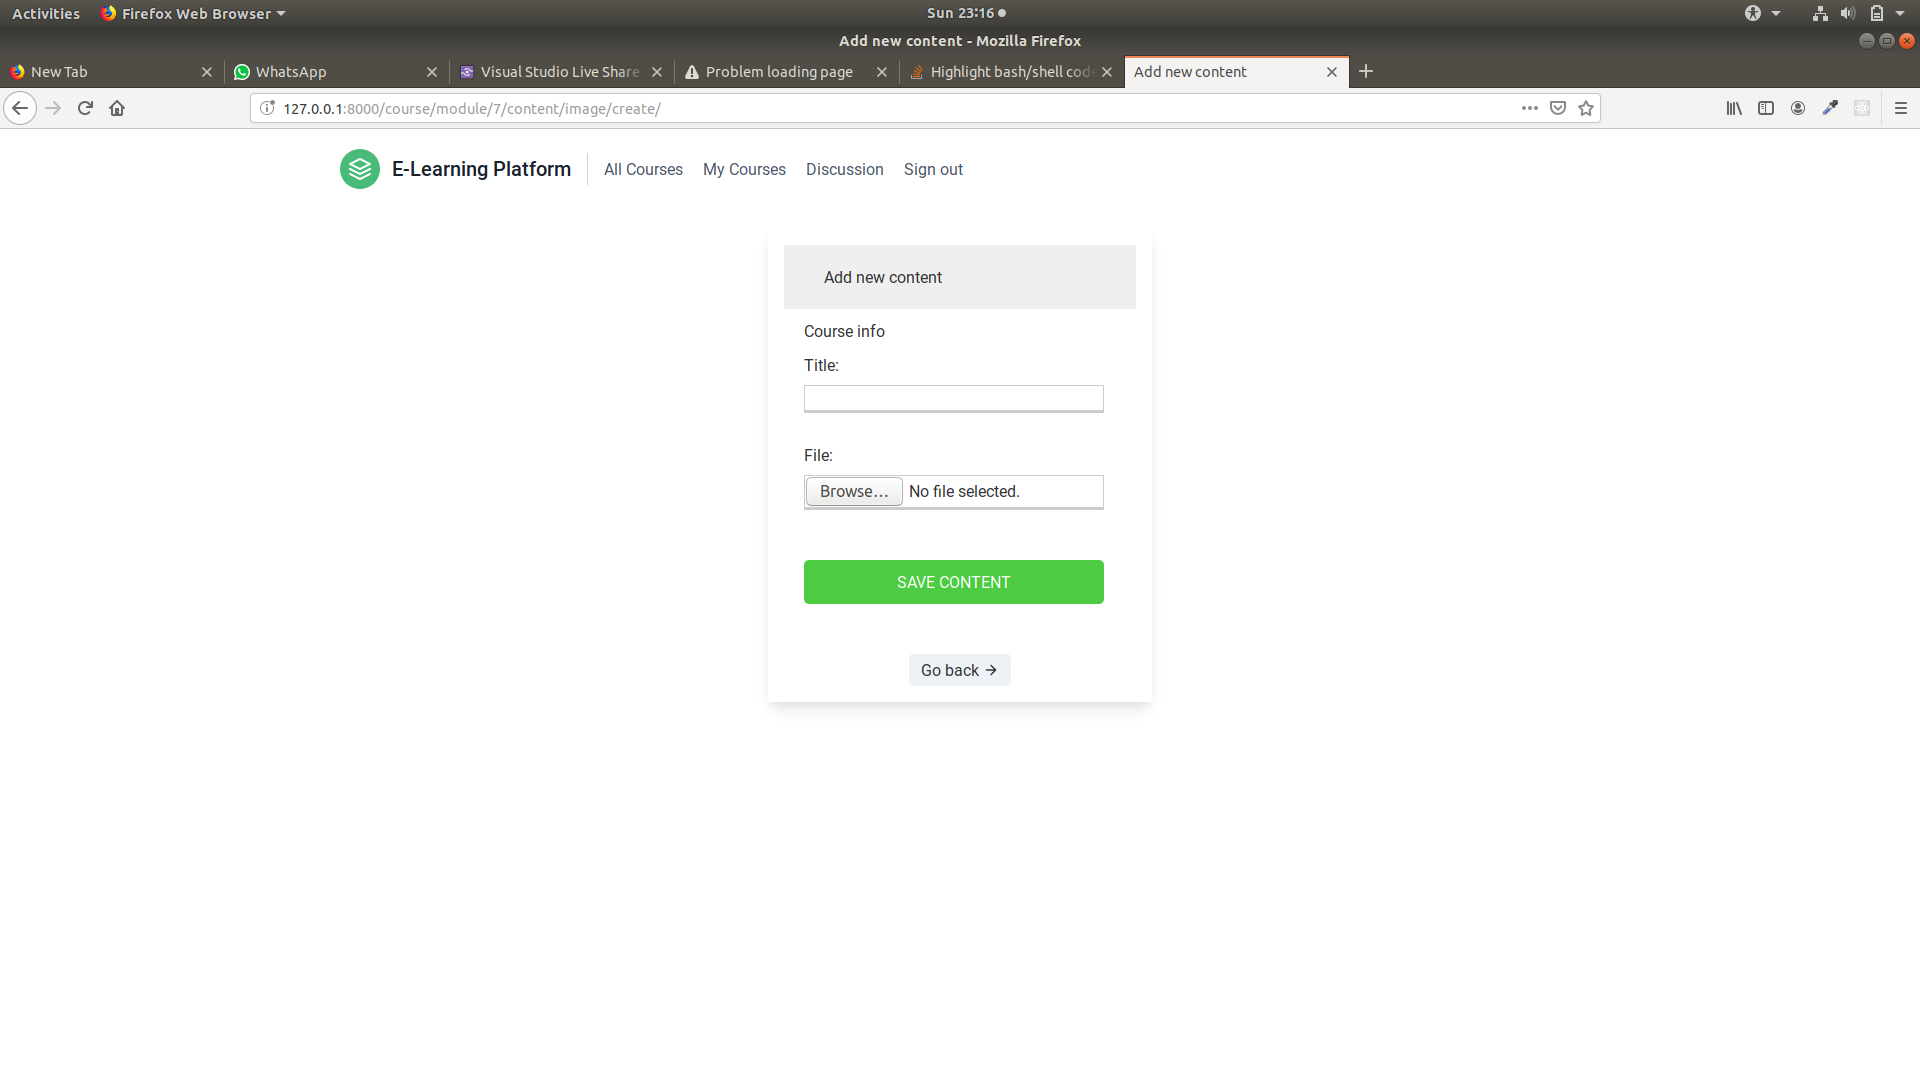 Activities Firefox Web Browser Sun 23:16
Add new content - Mozilla Firefox
New Tab WhatsApp Visual Studio Live Share Problem loading page Highlight bash/shell code Add new content
127.0.0.1:8000/course/module/7/content/image/create/
E-Learning Platform All Courses My Courses Discussion Sign out
Add new content
Course info
Title:
File:
Browse... No file selected.
SAVE CONTENT
Go back →